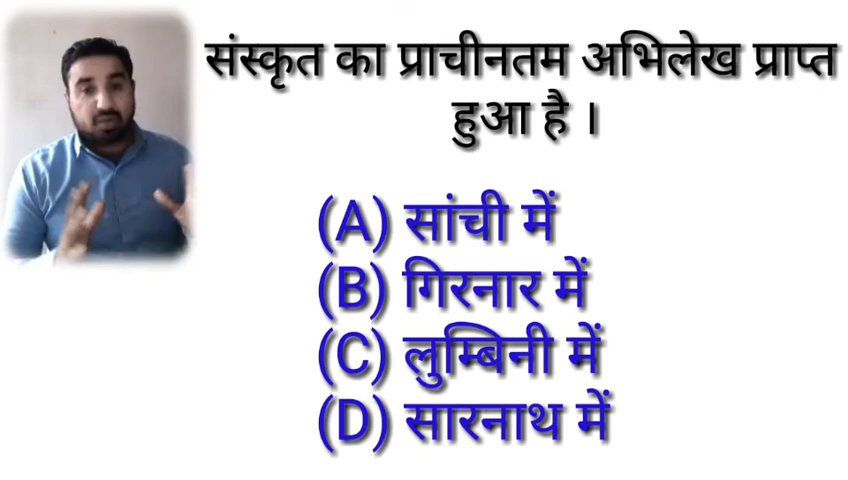 संस्कृत का प्राचीनतम अभिलेख प्राप्त
हुआ है ।
(A) सांची में
(B) गिरनार में
(C) लुम्बिनी में
(D) सारनाथ में